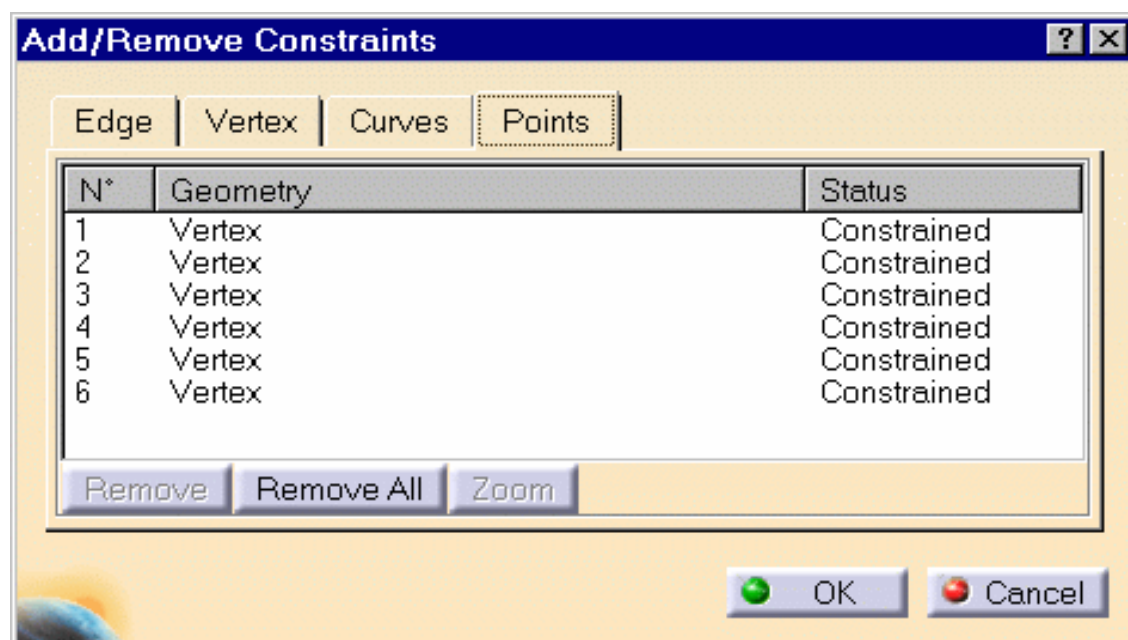 Add/Remove Constraints ? ×
Edge Vertex Curves Points
N° Geometry Status
1 Vertex Constrained
2 Vertex Constrained
3 Vertex Constrained
4 Vertex Constrained
5 Vertex Constrained
6 Vertex Constrained
Remove Remove All Zoom
OK Cancel